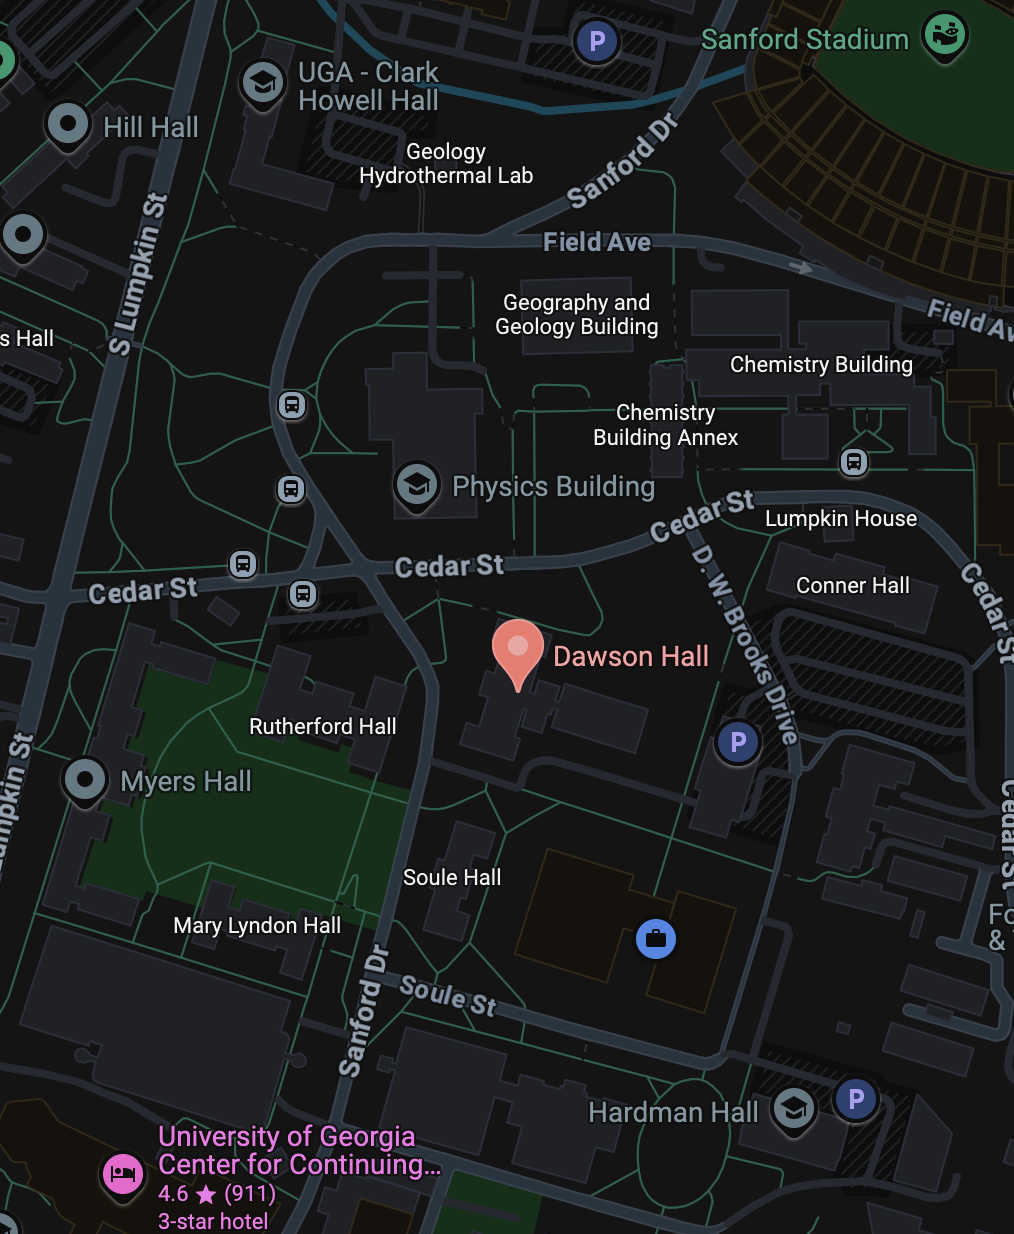 P
Sanford Stadium
UGA - Clark
Howell Hall
Hill Hall
Geology
Hydrothermal Lab
Sanford Dr
S Lumpkin St
Field Ave
Geography and
Geology Building
Field Av
s Hall
Chemistry Building
Chemistry
Building Annex
Physics Building
Cedar St
Lumpkin House
Cedar St
Cedar St
D. W. Brooks Drive
Conner Hall
Cedar St
Dawson Hall
Rutherford Hall
P
Myers Hall
umpkin St
Cedar St
Soule Hall
Mary Lyndon Hall
Fo
&
Sanford Dr
Soule St
Hardman Hall
P
University of Georgia
Center for Continuing...
4.6 ★ (911)
3-star hotel